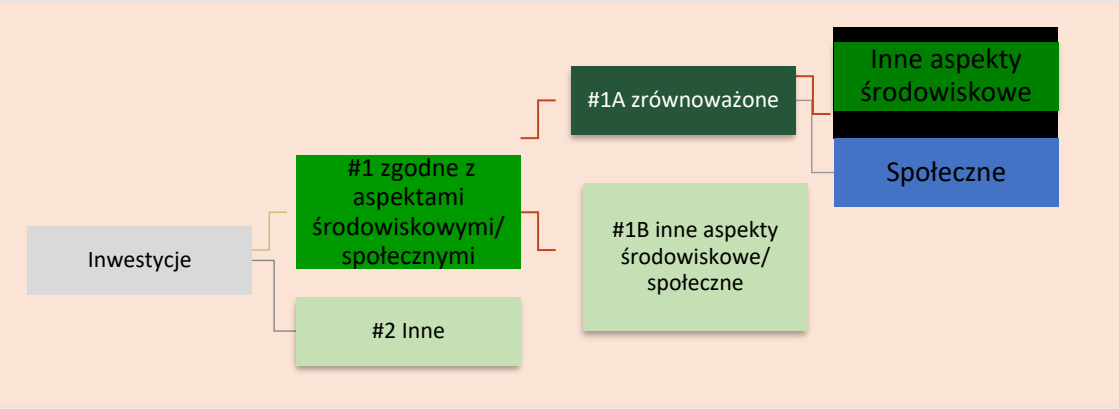 Inwestycje
#1 zgodne z
aspektami
środowiskowymi/
społecznymi
#2 Inne
#1A zrównoważone
#1B inne aspekty
środowiskowe/
społeczne
Inne aspekty
środowiskowe
Społeczne